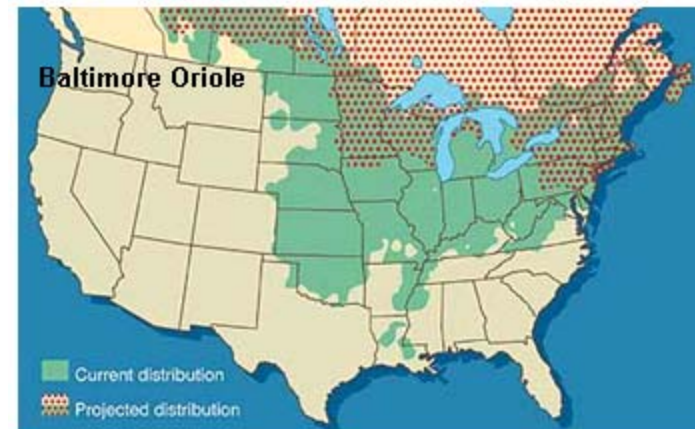 Baltimore Oriole
Current distribution
Projected distribution